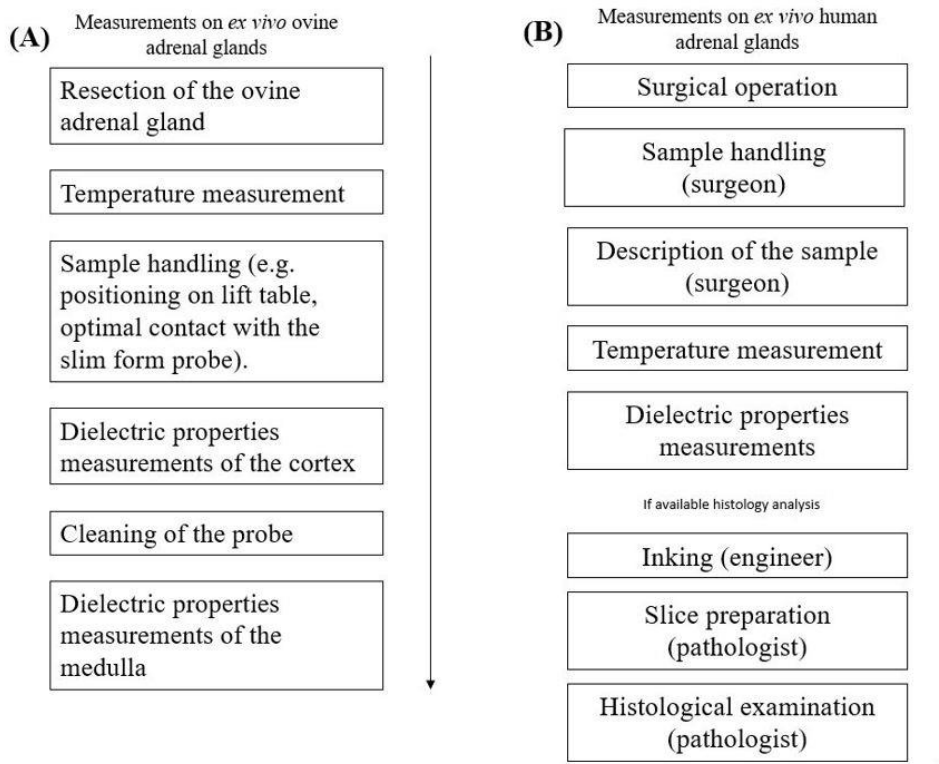 (A)
Measurements on ex vivo ovine
adrenal glands
Resection of the ovine
adrenal gland
Temperature measurement
Sample handling (e.g.
positioning on lift table,
optimal contact with the
slim form probe).
Dielectric properties
measurements of the cortex
Cleaning of the probe
Dielectric properties
measurements of the
medulla
(B)
Measurements on ex vivo human
adrenal glands
Surgical operation
Sample handling
(surgeon)
Description of the sample
(surgeon)
Temperature measurement
Dielectric properties
measurements
If available histology analysis
Inking (engineer)
Slice preparation
(pathologist)
Histological examination
(pathologist)